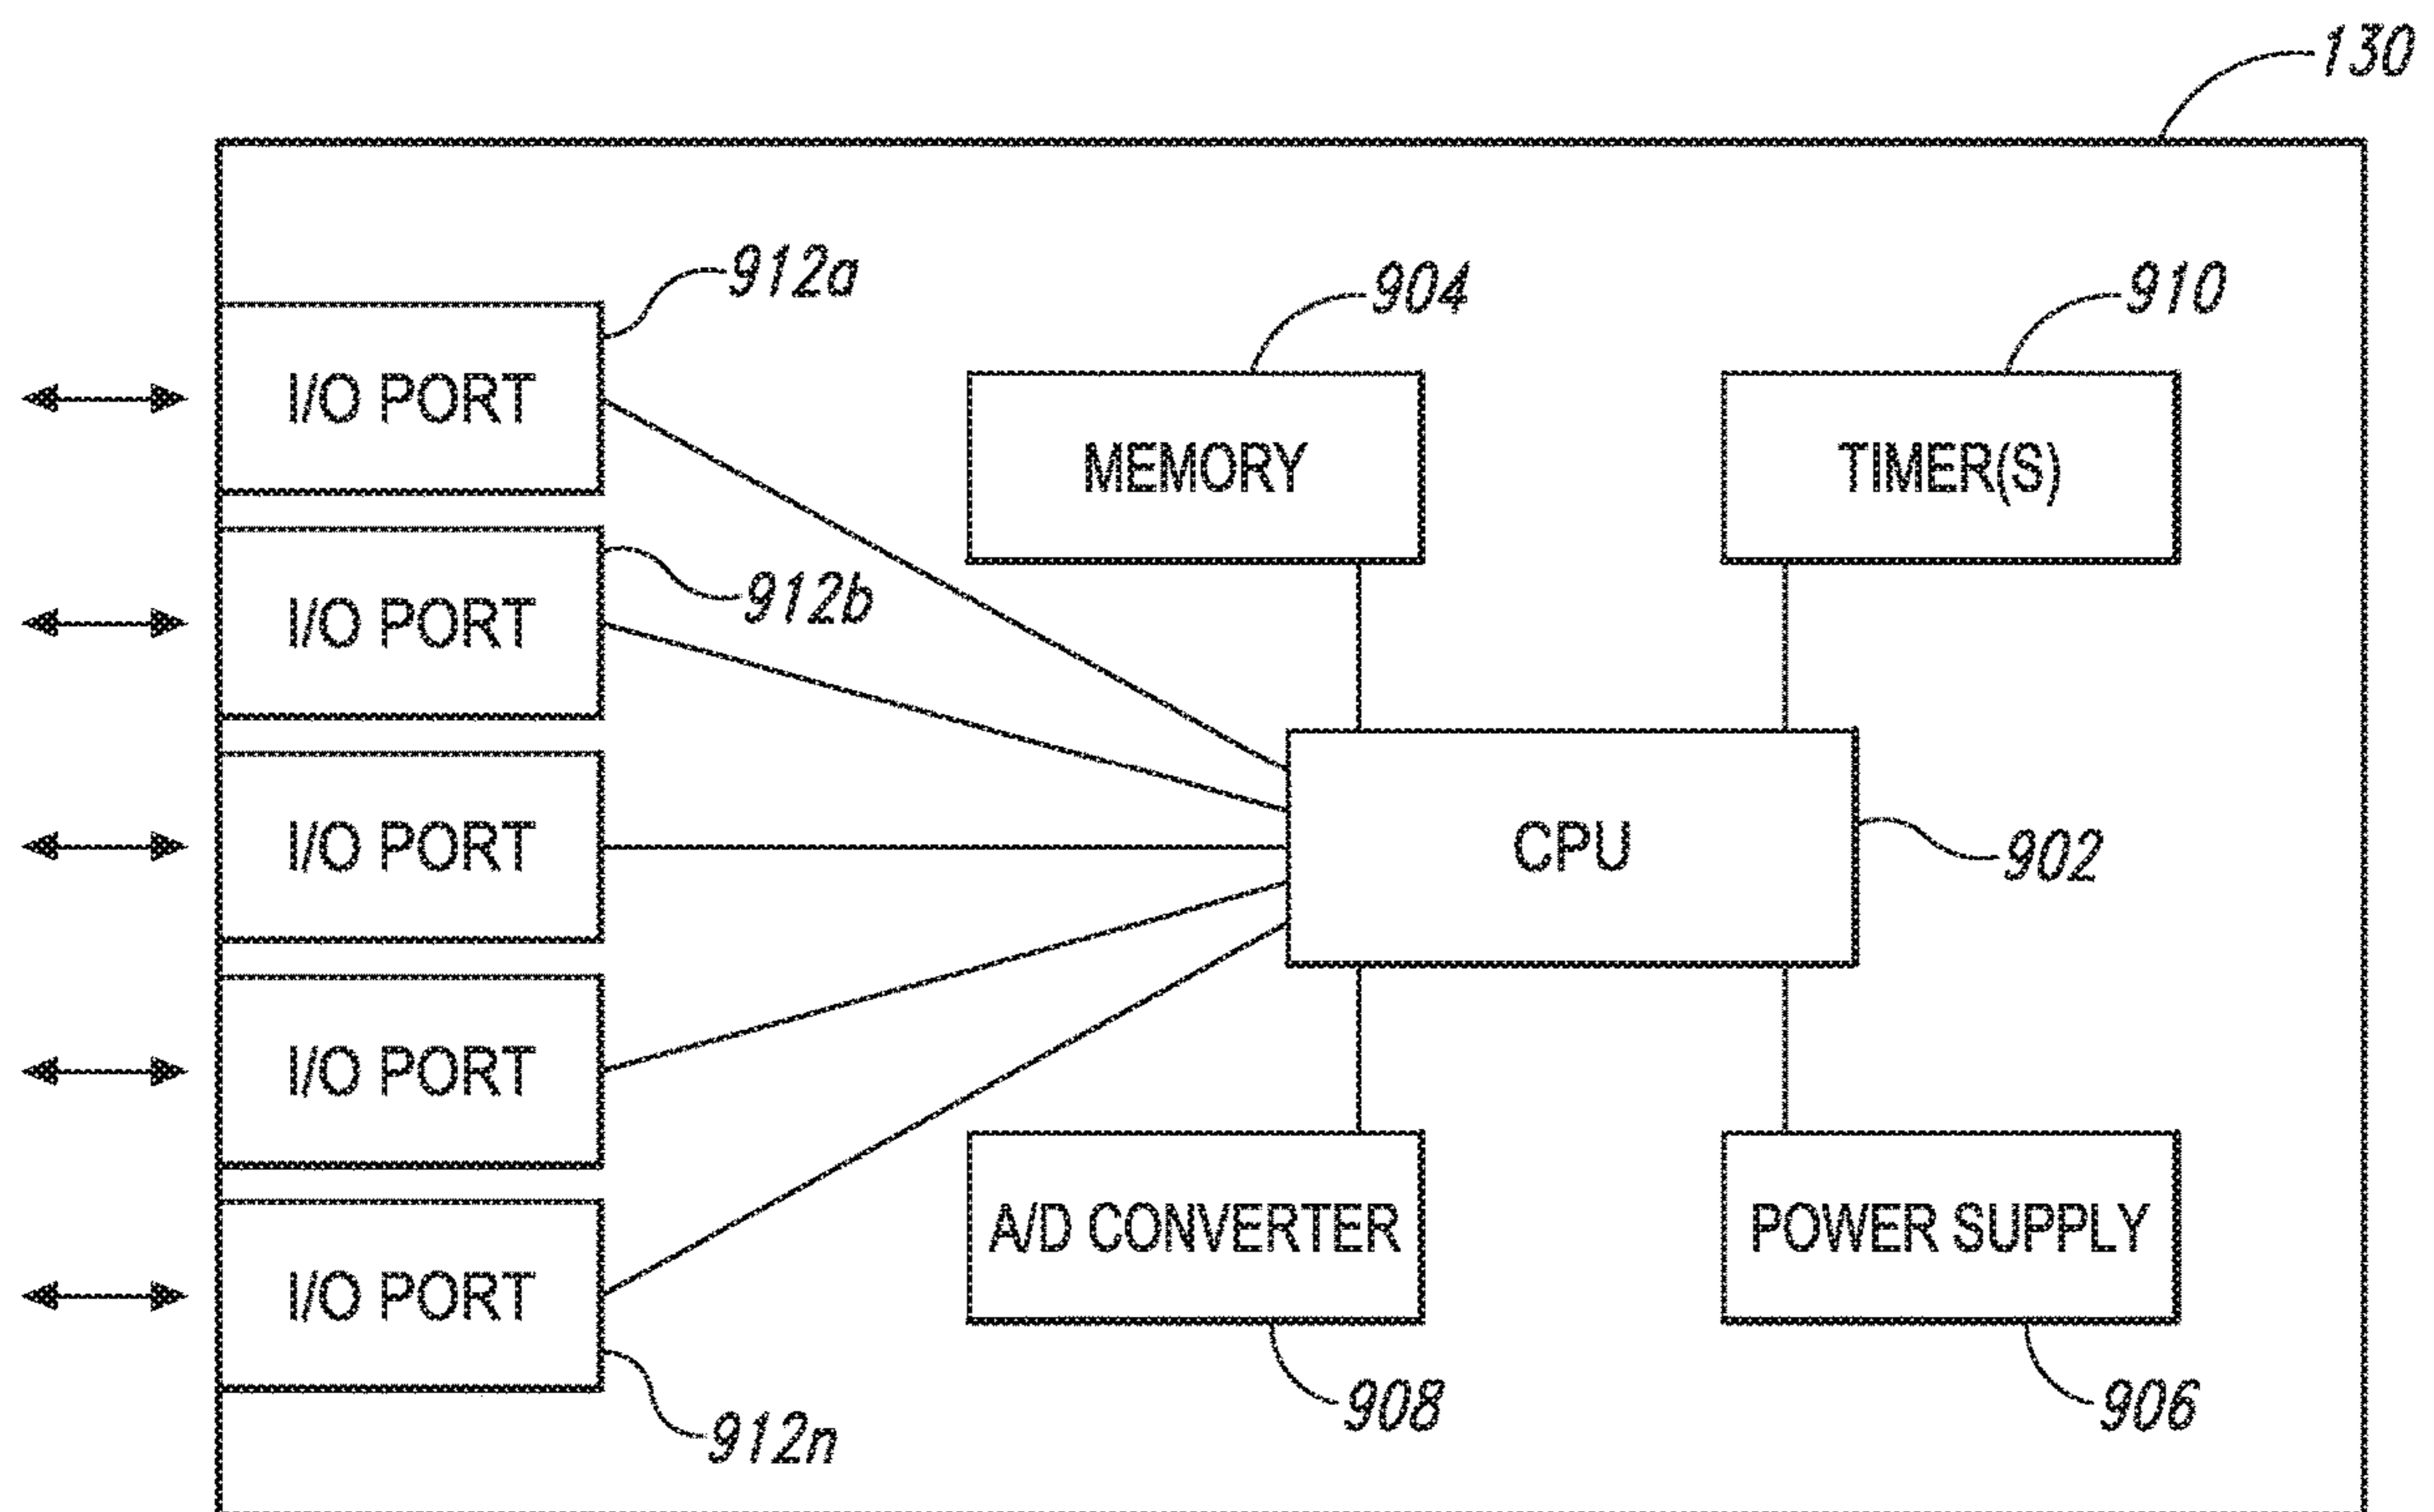 130
912a
904
910
I/O PORT
MEMORY
TIMER(S)
912b
I/O PORT
I/O PORT
CPU
902
I/O PORT
A/D CONVERTER
POWER SUPPLY
I/O PORT
908
906
912n